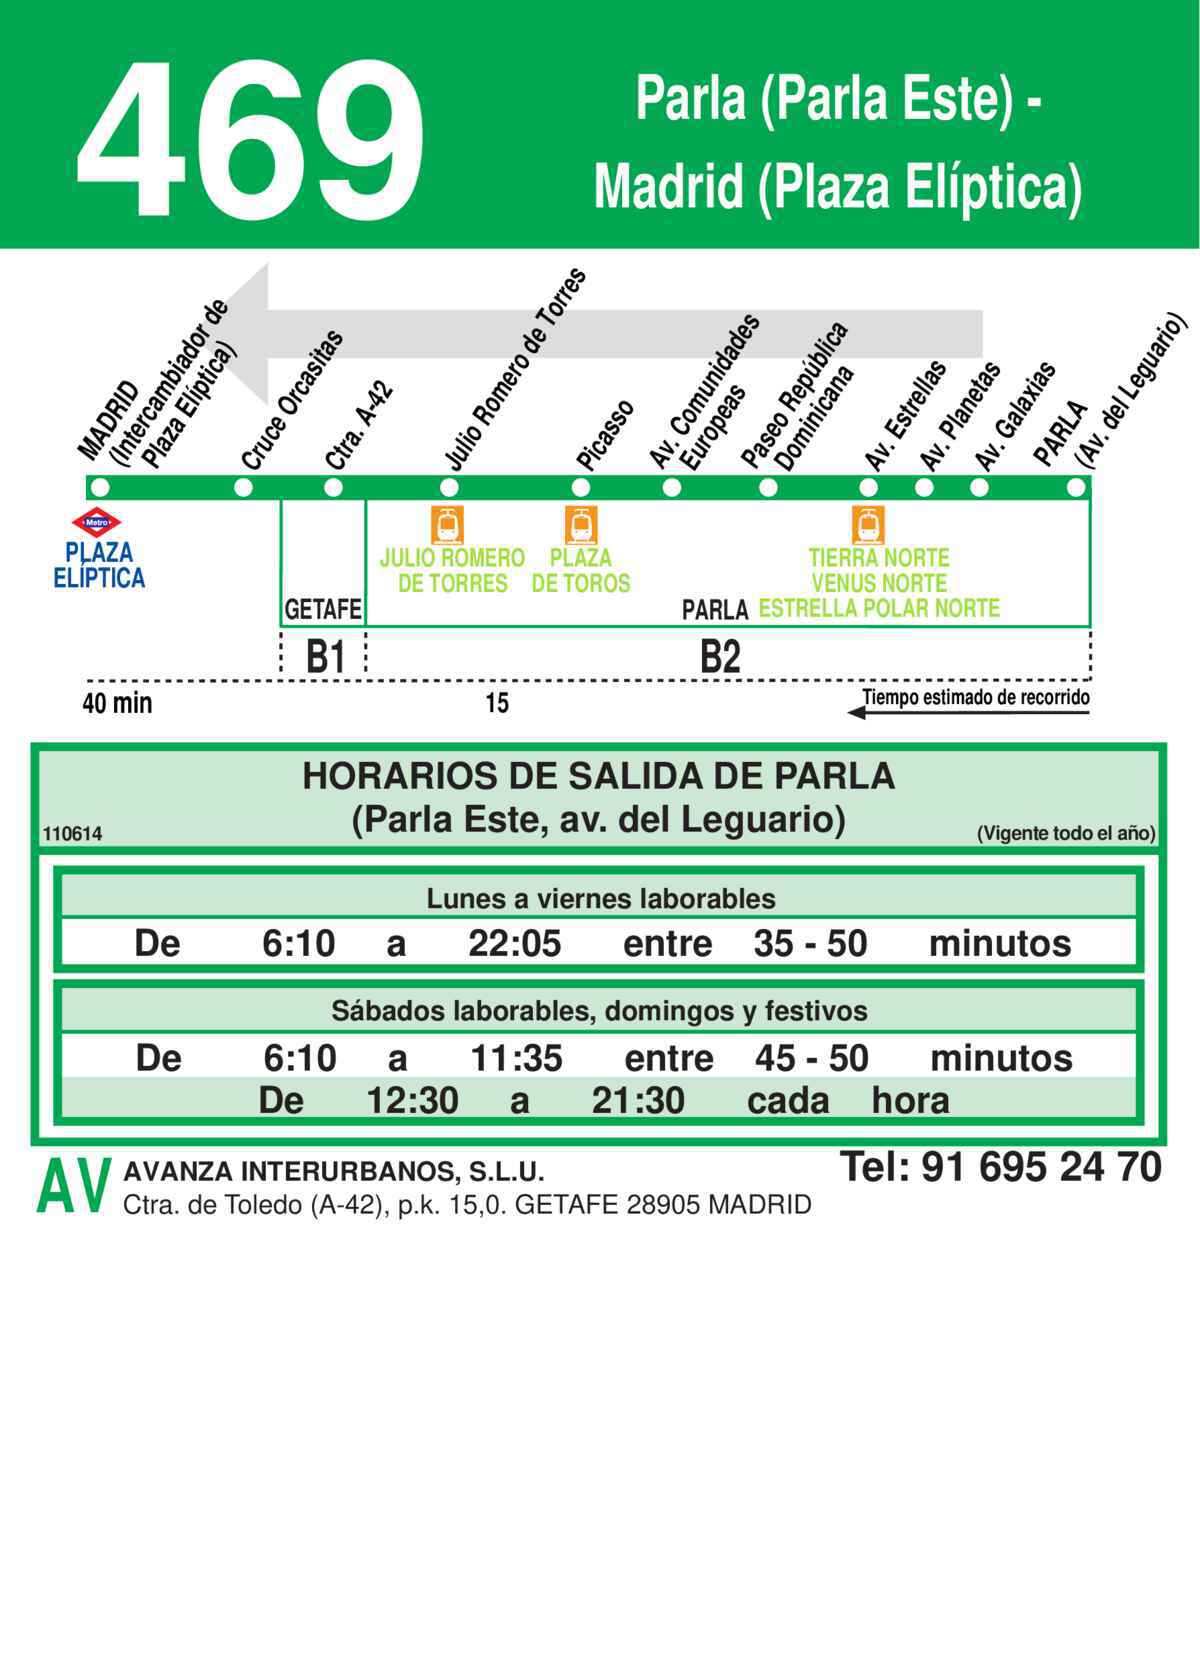 469
Parla (Parla Este) -
Madrid (Plaza Elíptica)
MADRID
(Intercambiador de
Plaza Elíptica)
Cruce Orcasitas
Ctra. A-42
Julio Romero de Torres
Picasso
Av. Comunidades
Europeas
Paseo República
Dominicana
Av. Estrellas
Av. Planetas
Av. Galaxias
PARLA
(Av. del Leguario)
Metro
PLAZA
ELÍPTICA
JULIO ROMERO
DE TORRES
PLAZA
DE TOROS
TIERRA NORTE
VENUS NORTE
ESTRELLA POLAR NORTE
GETAFE
PARLA
B1
B2
40 min
15
Tiempo estimado de recorrido
HORARIOS DE SALIDA DE PARLA
(Parla Este, av. del Leguario)
110614
(Vigente todo el año)
Lunes a viernes laborables
De 6:10 a 22:05 entre 35 - 50 minutos
Sábados laborables, domingos y festivos
De 6:10 a 11:35 entre 45 - 50 minutos
De 12:30 a 21:30 cada hora
AV
AVANZA INTERURBANOS, S.L.U.
Tel: 91 695 24 70
Ctra. de Toledo (A-42), p.k. 15,0. GETAFE 28905 MADRID